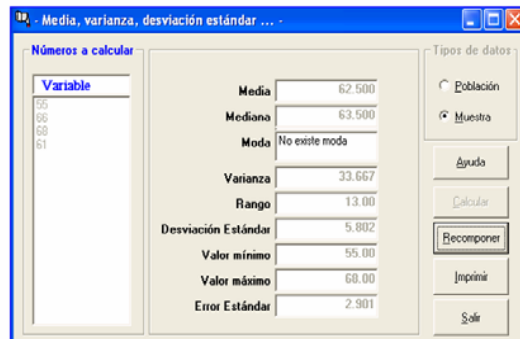 - Media, varianza, desviación estándar ... -
Números a calcular
Variable
55
66
68
61
Media 62.500
Mediana 63.500
Moda No existe moda
Varianza 33.667
Rango 13.00
Desviación Estándar 5.802
Valor mínimo 55.00
Valor máximo 68.00
Error Estándar 2.901
Tipos de datos
Población
Muestra
Ayuda
Calcular
Recomponer
Imprimir
Salir